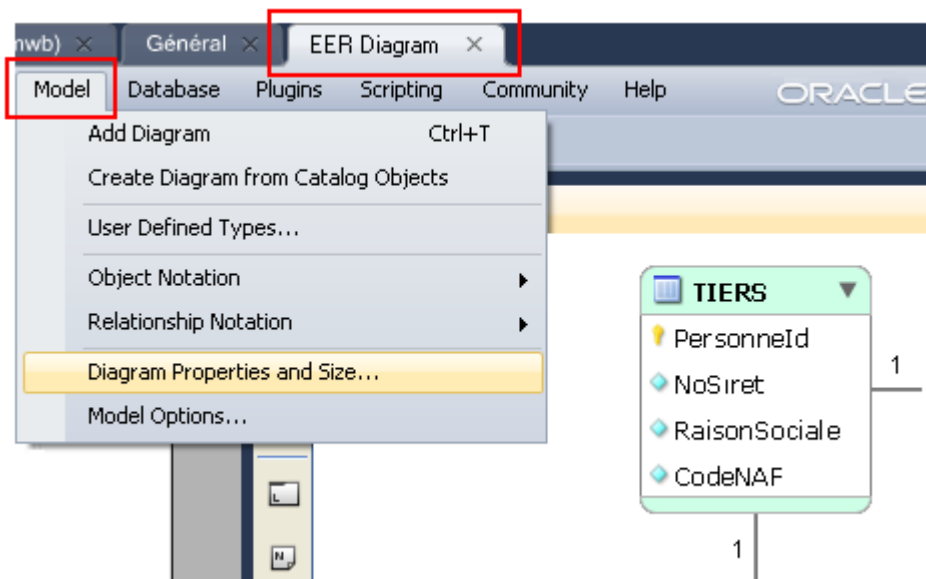 nwb) Général EER Diagram
Model Database Plugins Scripting Community Help ORACLE
Add Diagram Ctrl+T
Create Diagram from Catalog Objects
User Defined Types...
Object Notation
Relationship Notation
Diagram Properties and Size...
Model Options...
TIERS
PersonneId
NoSiret
RaisonSociale
CodeNAF
1
1
L
N